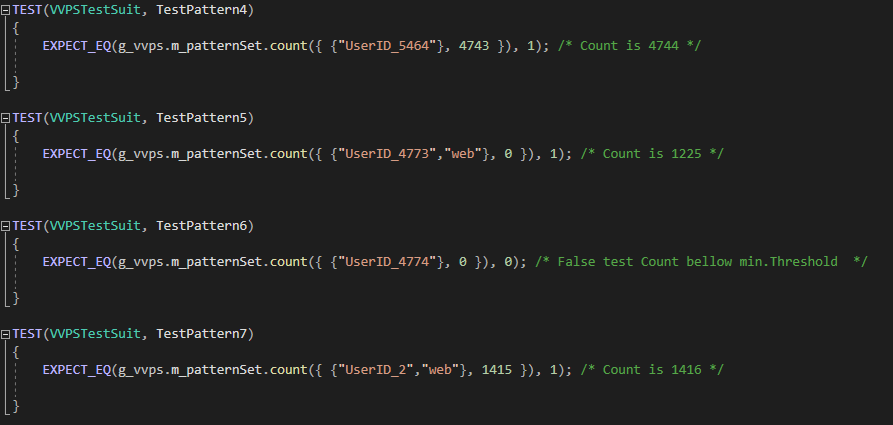 TEST(VVPSTestSuit, TestPattern4)
{
EXPECT_EQ(g_vvps.m_patternSet.count({ {"UserID_5464"}, 4743 }), 1); /* Count is 4744 */
}
TEST(VVPSTestSuit, TestPattern5)
{
EXPECT_EQ(g_vvps.m_patternSet.count({ {"UserID_4773","web"}, 0 }), 1); /* Count is 1225 */
}
TEST(VVPSTestSuit, TestPattern6)
{
EXPECT_EQ(g_vvps.m_patternSet.count({ {"UserID_4774"}, 0 }), 0); /* False test Count bellow min.Threshold  */
}
TEST(VVPSTestSuit, TestPattern7)
{
EXPECT_EQ(g_vvps.m_patternSet.count({ {"UserID_2","web"}, 1415 }), 1); /* Count is 1416 */
}